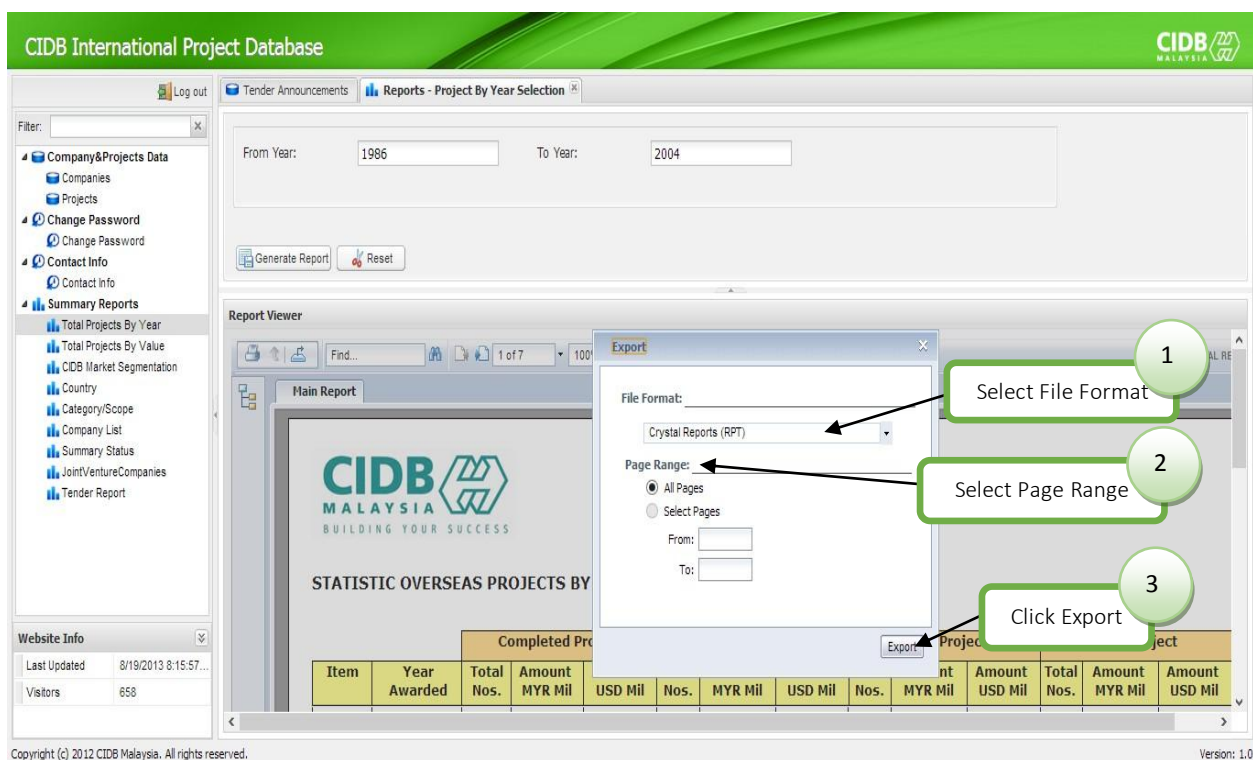 CIDB International Project Database
CIDB
MALAYSIA
Log out
Tender Announcements
Reports - Project By Year Selection
Filter:
Company&Projects Data
Companies
Projects
Change Password
Change Password
Contact Info
Contact Info
Summary Reports
Total Projects By Year
Total Projects By Value
CIDB Market Segmentation
Country
Category/Scope
Company List
Summary Status
JointVentureCompanies
Tender Report
Website Info
Last Updated 8/19/2013 8:15:57...
Visitors 658
From Year: 1986 To Year: 2004
Generate Report Reset
Report Viewer
Find... 1 of 7 100%
Main Report
CIDB
MALAYSIA
BUILDING YOUR SUCCESS
STATISTIC OVERSEAS PROJECTS BY
Export
File Format:
Crystal Reports (RPT)
Page Range:
All Pages
Select Pages
From:
To:
Export
1
Select File Format
2
Select Page Range
3
Click Export
Item Year Total Amount Amount Total Amount Amount
Awarded Nos. MYR Mil USD Mil Nos. MYR Mil USD Mil Nos. MYR Mil USD Mil Nos. MYR Mil USD Mil
Copyright (c) 2012 CIDB Malaysia. All rights reserved.
Version: 1.0